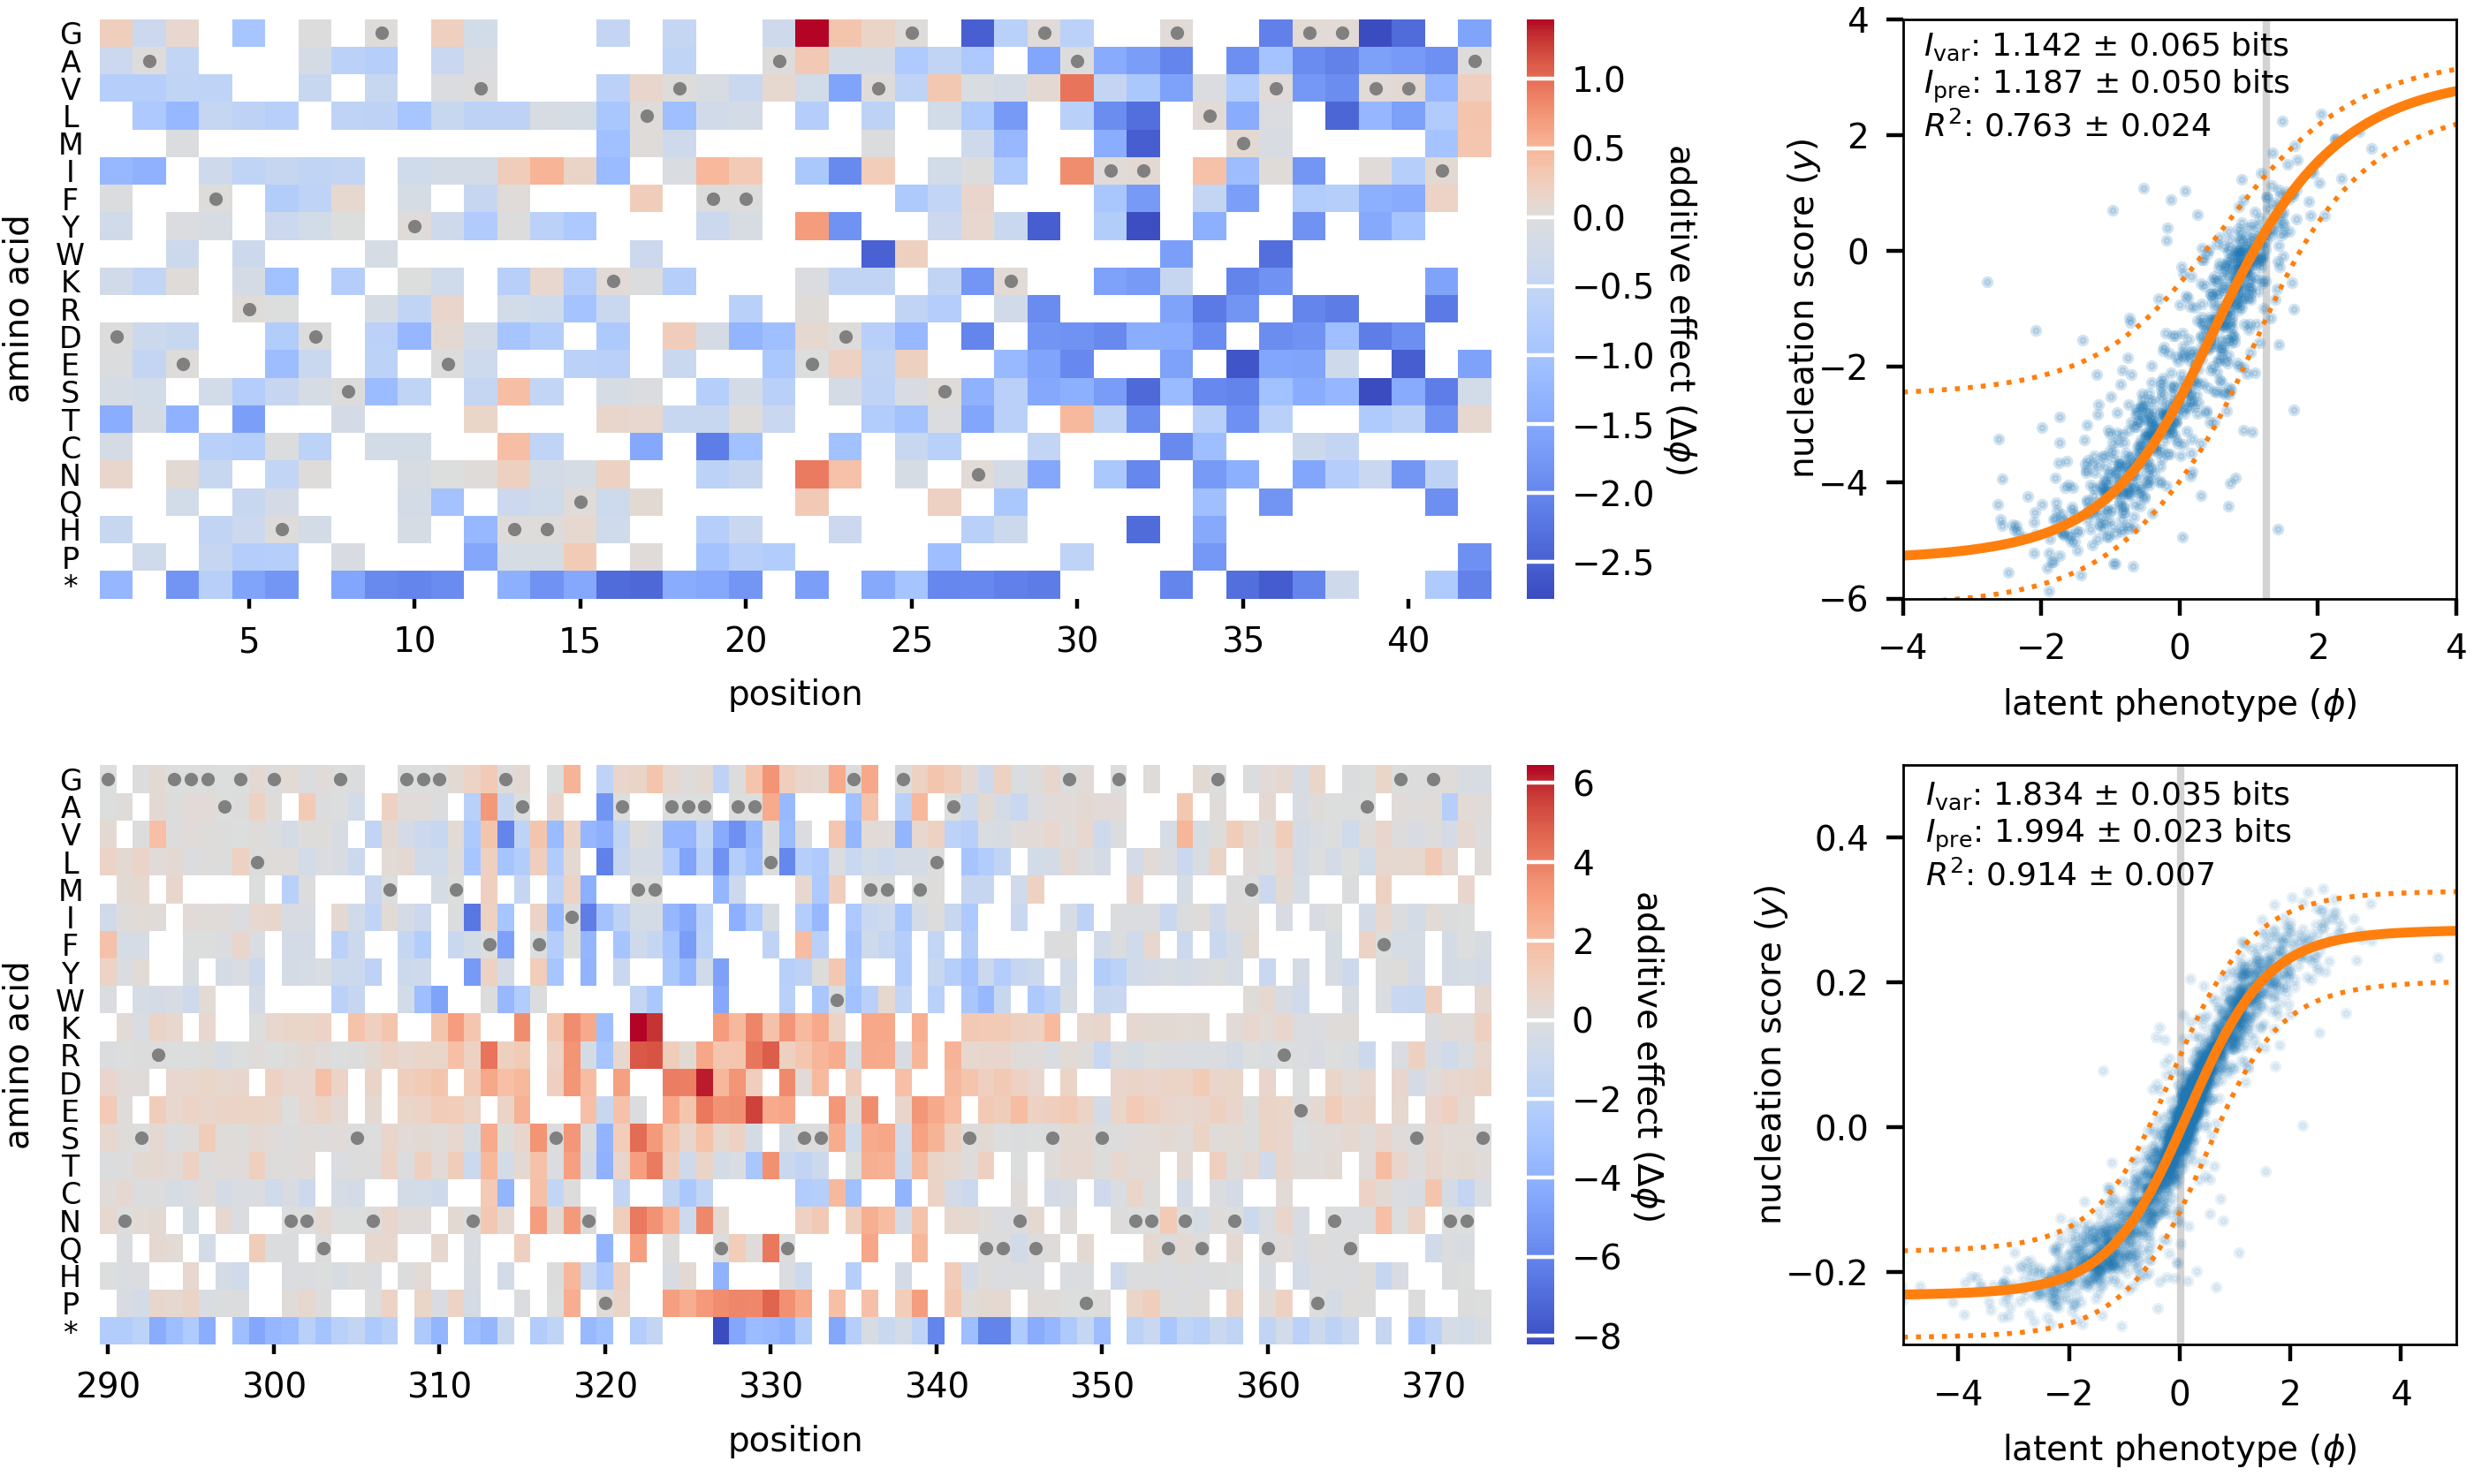 amino acid
G
A
V
L
M
I
F
Y
W
K
R
D
E
S
T
C
N
Q
H
P
*
5 10 15 20 25 30 35 40
position
1.0
0.5
0.0
−0.5
−1.0
−1.5
−2.0
−2.5
additive effect (Δϕ)
nucleation score (y)
4
2
0
−2
−4
−6
I_var: 1.142 ± 0.065 bits
I_pre: 1.187 ± 0.050 bits
R²: 0.763 ± 0.024
−4 −2 0 2 4
latent phenotype (ϕ)
amino acid
G
A
V
L
M
I
F
Y
W
K
R
D
E
S
T
C
N
Q
H
P
*
290 300 310 320 330 340 350 360 370
position
6
4
2
0
−2
−4
−6
−8
additive effect (Δϕ)
nucleation score (y)
0.4
0.2
0.0
−0.2
I_var: 1.834 ± 0.035 bits
I_pre: 1.994 ± 0.023 bits
R²: 0.914 ± 0.007
−4 −2 0 2 4
latent phenotype (ϕ)